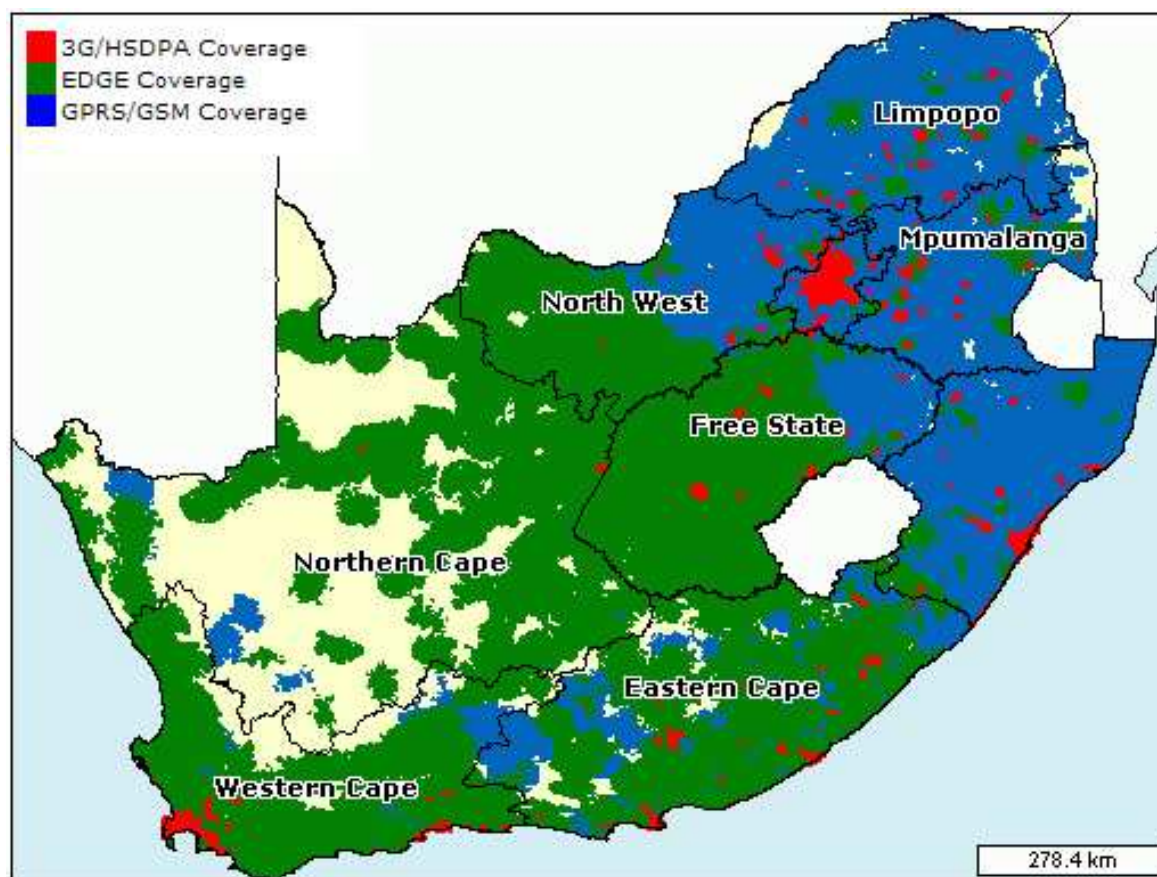 3G/HSDPA Coverage
EDGE Coverage
GPRS/GSM Coverage
Limpopo
Mpumalanga
North West
Free State
Northern Cape
Eastern Cape
Western Cape
278.4 km